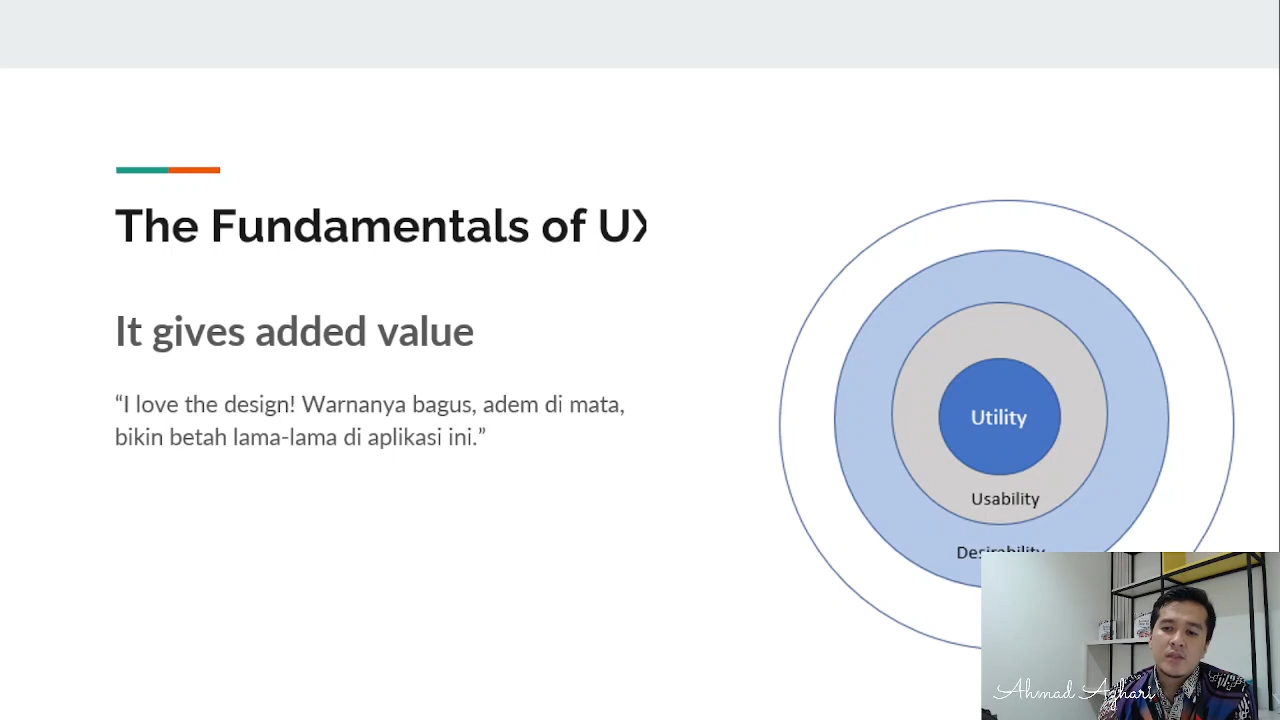 The Fundamentals of UX
It gives added value
“I love the design! Warnanya bagus, adem di mata,
bikin betah lama-lama di aplikasi ini.”
Utility
Usability
Desirability
Ahmad Azhari